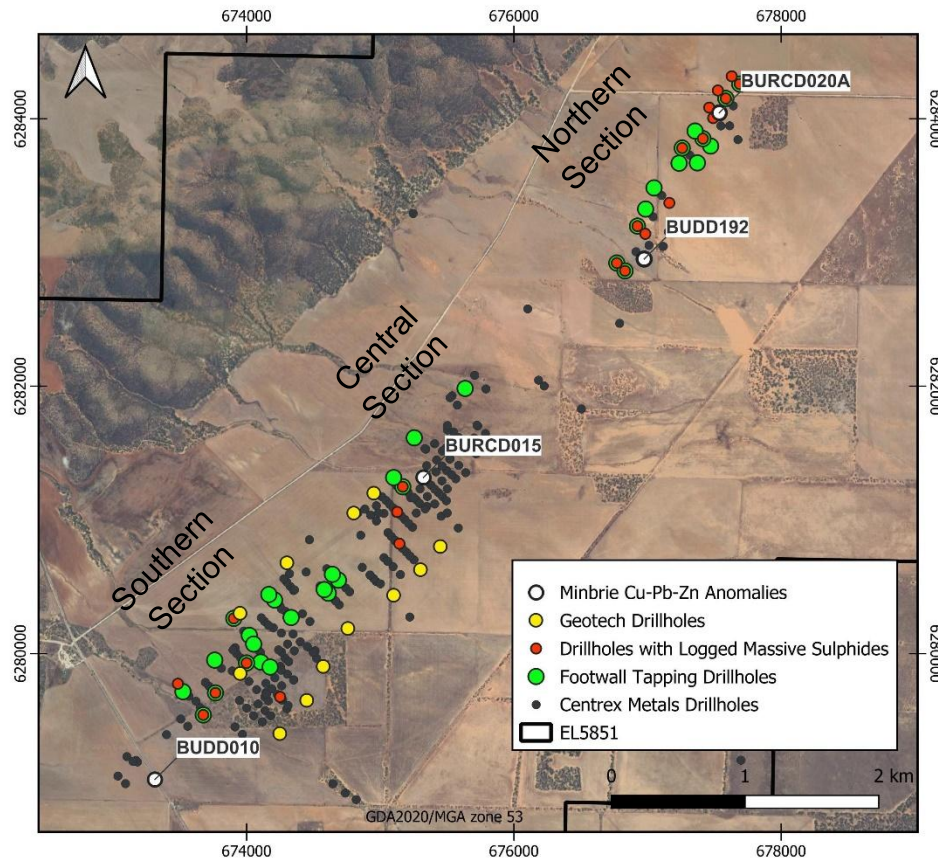 674000
676000
678000
BURCD020A
6284000
6284000
Northern
Section
BUDD192
Central
Section
6282000
6282000
BURCD015
Southern
Section
Minbrie Cu-Pb-Zn Anomalies
Geotech Drillholes
Drillholes with Logged Massive Sulphides
Footwall Tapping Drillholes
Centrex Metals Drillholes
EL5851
6280000
6280000
BUDD010
0
1
2 km
GDA2020/MGA zone 53
674000
676000
678000